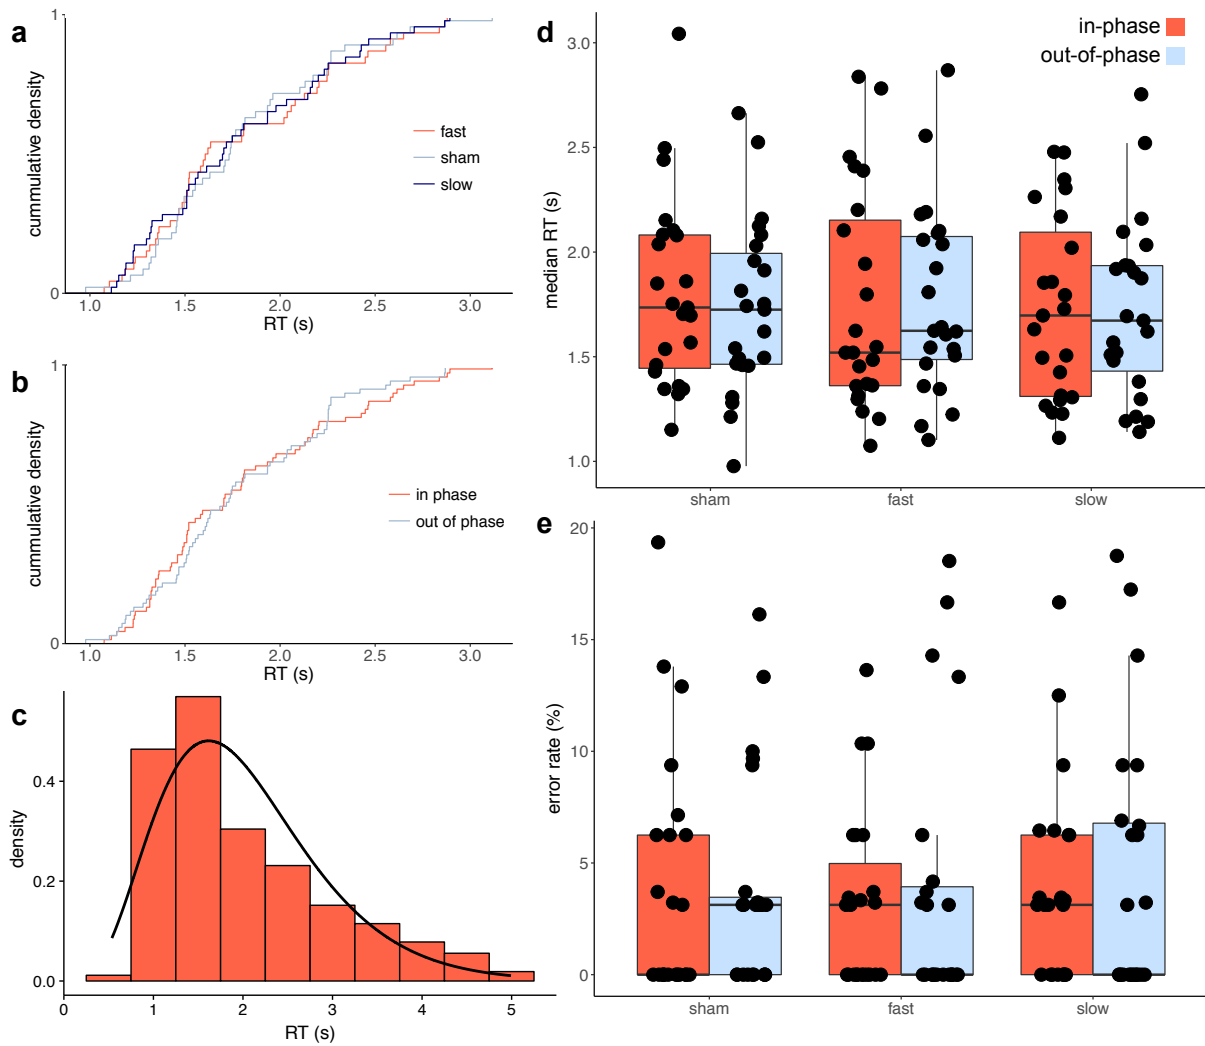 a
1
cummulative density
0
fast
sham
slow
1.0 1.5 2.0 2.5 3.0
RT (s)
b
1
cummulative density
0
in phase
out of phase
1.0 1.5 2.0 2.5 3.0
RT (s)
c
density
0.4
0.2
0.0
0 1 2 3 4 5
RT (s)
d
in-phase
out-of-phase
median RT (s)
3.0
2.5
2.0
1.5
1.0
sham fast slow
e
error rate (%)
20
15
10
5
0
sham fast slow